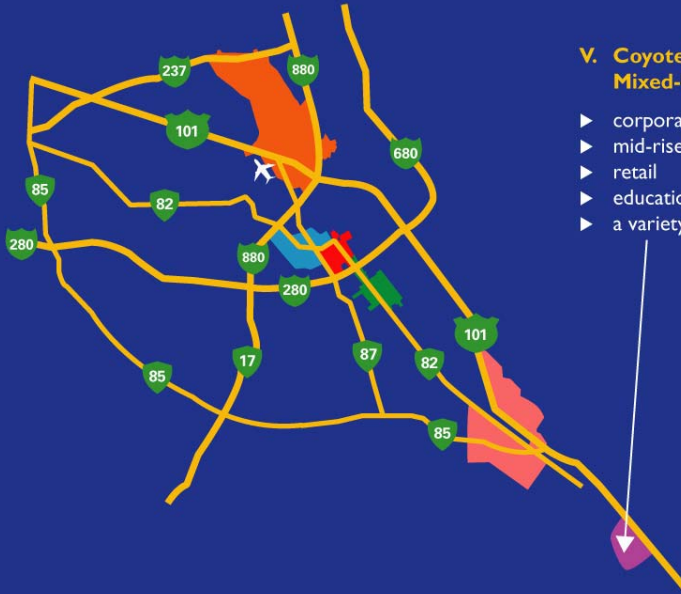 V. Coyote
Mixed-
▶ corpora
▶ mid-rise
▶ retail
▶ educatio
▶ a variety
237
880
101
680
85
82
280
880
280
101
17
87
82
85
85